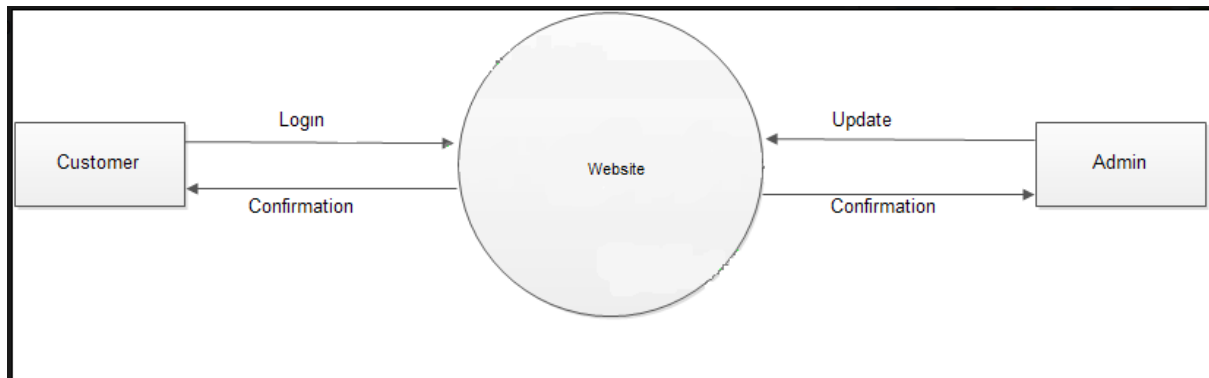 Login
Update
Customer
Website
Admin
Confirmation
Confirmation